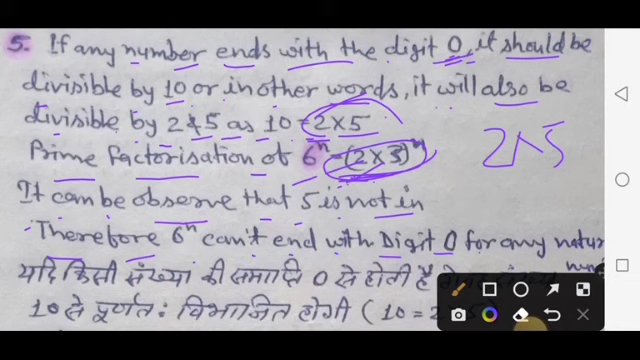 5. If any number ends with the digit 0, it should be
divisible by 10 or in other words, it will also be
divisible by 2 & 5 as 10 = 2 × 5
Prime factorisation of 6ⁿ = (2 × 3)ⁿ
2 × 5
It can be observe that 5 is not in
Therefore 6ⁿ can't end with Digit 0 for any
यदि किसी संख्या की समाप्ति 0 से होती है
10 से पूर्णत: विभाजित होगी ( 10 = 2